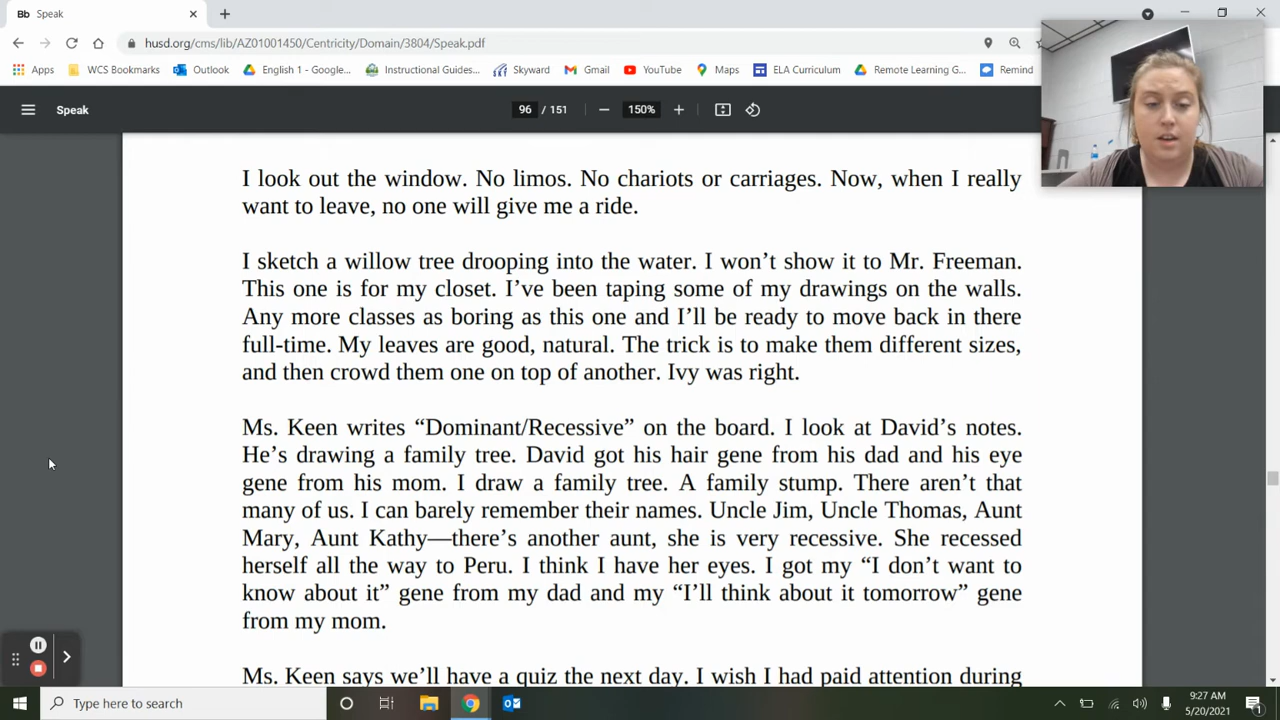 Bb Speak
husd.org/cms/lib/AZ01001450/Centricity/Domain/3804/Speak.pdf
Apps WCS Bookmarks Outlook English 1 - Google... Instructional Guides... Skyward Gmail YouTube Maps ELA Curriculum Remote Learning G... Remind
Speak 96 / 151 150%
I look out the window. No limos. No chariots or carriages. Now, when I really
want to leave, no one will give me a ride.
I sketch a willow tree drooping into the water. I won’t show it to Mr. Freeman.
This one is for my closet. I’ve been taping some of my drawings on the walls.
Any more classes as boring as this one and I’ll be ready to move back in there
full-time. My leaves are good, natural. The trick is to make them different sizes,
and then crowd them one on top of another. Ivy was right.
Ms. Keen writes “Dominant/Recessive” on the board. I look at David’s notes.
He’s drawing a family tree. David got his hair gene from his dad and his eye
gene from his mom. I draw a family tree. A family stump. There aren’t that
many of us. I can barely remember their names. Uncle Jim, Uncle Thomas, Aunt
Mary, Aunt Kathy—there’s another aunt, she is very recessive. She recessed
herself all the way to Peru. I think I have her eyes. I got my “I don’t want to
know about it” gene from my dad and my “I’ll think about it tomorrow” gene
from my mom.
Ms. Keen says we’ll have a quiz the next day. I wish I had paid attention during
Type here to search
9:27 AM
5/20/2021
1